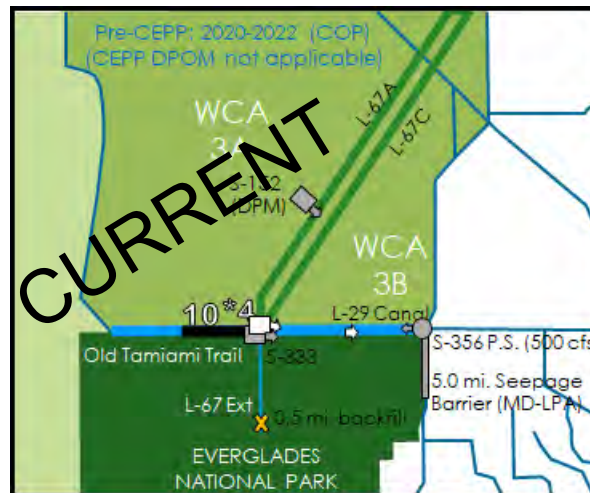 Pre-CEPP: 2020-2022 (COP)
(CEPP DPOM not applicable)
L-67A
L-67C
WCA
3A
CURRENT
S-152
(DPM)
WCA
3B
10*4
L-29 Canal
Old Tamiami Trail
S-333
S-356 P.S. (500 cfs
5.0 mi. Seepage
Barrier (MD-LPA)
L-67 Ext
0.5 mi. backfill
EVERGLADES
NATIONAL PARK